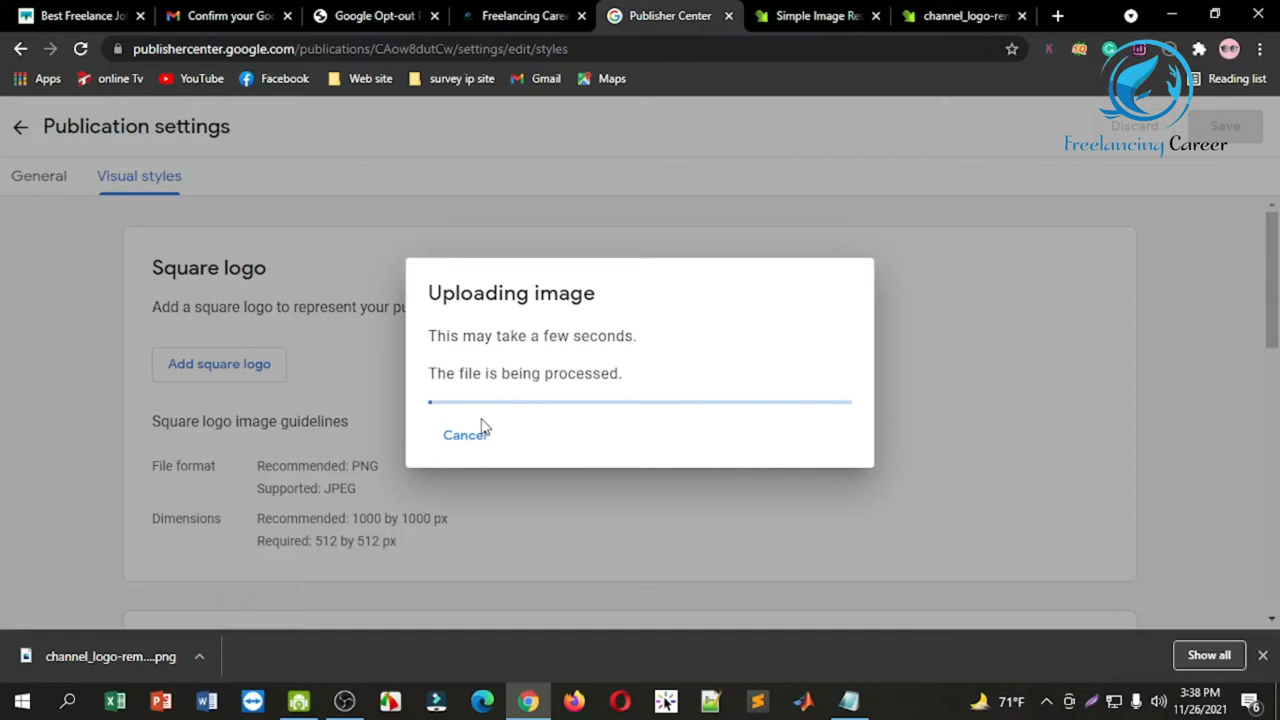 Best Freelance Jo
Confirm your Goo
Google Opt-out
Freelancing Career
Publisher Center
Simple Image Res
channel_logo-rem
publishercenter.google.com/publications/CAow8dutCw/settings/edit/styles
Apps
online Tv
YouTube
Facebook
Web site
survey ip site
Gmail
Maps
Reading list
Publication settings
Discard
Save
Freelancing Career
General
Visual styles
Square logo
Add a square logo to represent your pu
Add square logo
Square logo image guidelines
File format
Recommended: PNG
Supported: JPEG
Dimensions
Recommended: 1000 by 1000 px
Required: 512 by 512 px
Uploading image
This may take a few seconds.
The file is being processed.
Cancel
channel_logo-rem....png
Show all
71°F
3:38 PM
11/26/2021
6